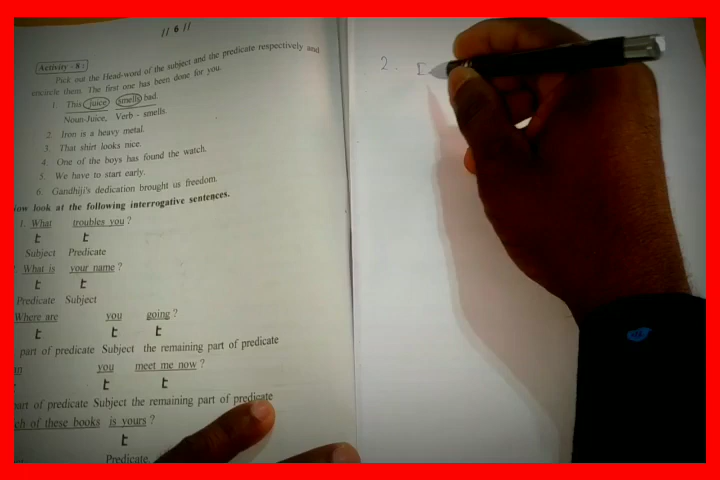 // 6 //
Activity - 8 :
Pick out the Head-word of the subject and the predicate respectively and
encircle them. The first one has been done for you.
1. This juice smells bad.
Noun-Juice, Verb - smells.
2. Iron is a heavy metal.
3. That shirt looks nice.
4. One of the boys has found the watch.
5. We have to start early.
6. Gandhiji's dedication brought us freedom.
ow look at the following interrogative sentences.
1. What troubles you ?
t t
Subject Predicate
What is your name ?
t t
Predicate Subject
Where are you going ?
t t t
part of predicate Subject the remaining part of predicate
you meet me now ?
t t
part of predicate Subject the remaining part of predicate
ch of these books is yours ?
t
Predicate.
2. I